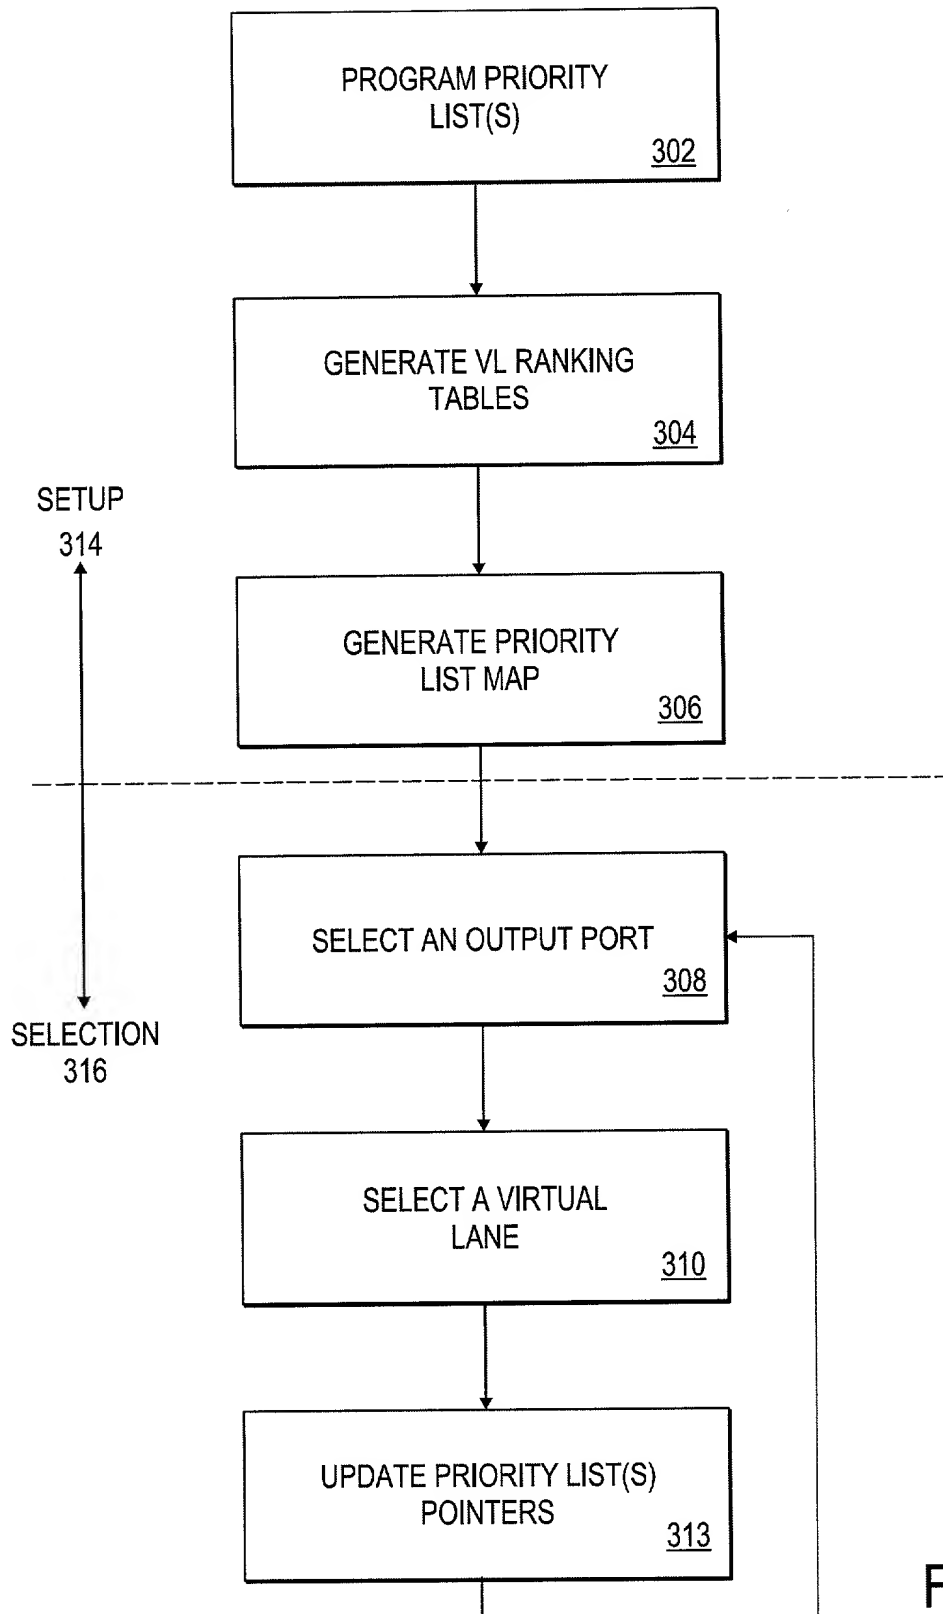 PROGRAM PRIORITY
LIST(S)
302
GENERATE VL RANKING
TABLES
304
SETUP
314
GENERATE PRIORITY
LIST MAP
306
SELECT AN OUTPUT PORT
308
SELECTION
316
SELECT A VIRTUAL
LANE
310
UPDATE PRIORITY LIST(S)
POINTERS
313
F